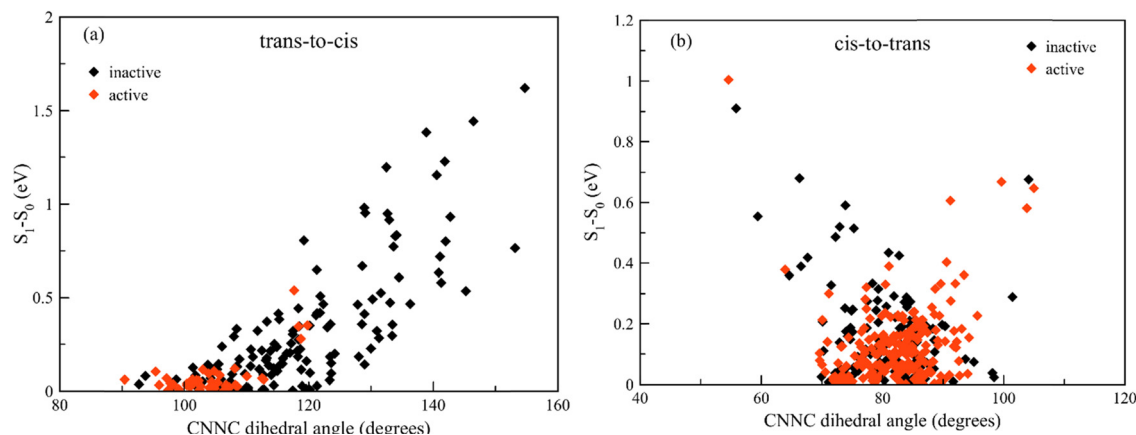 (a)
trans-to-cis
inactive
active
2
1.5
1
0.5
0
S1-S0 (eV)
80
100
120
140
160
CNNC dihedral angle (degrees)
(b)
cis-to-trans
inactive
active
1.2
1
0.8
0.6
0.4
0.2
0
S1-S0 (eV)
40
60
80
100
120
CNNC dihedral angle (degrees)